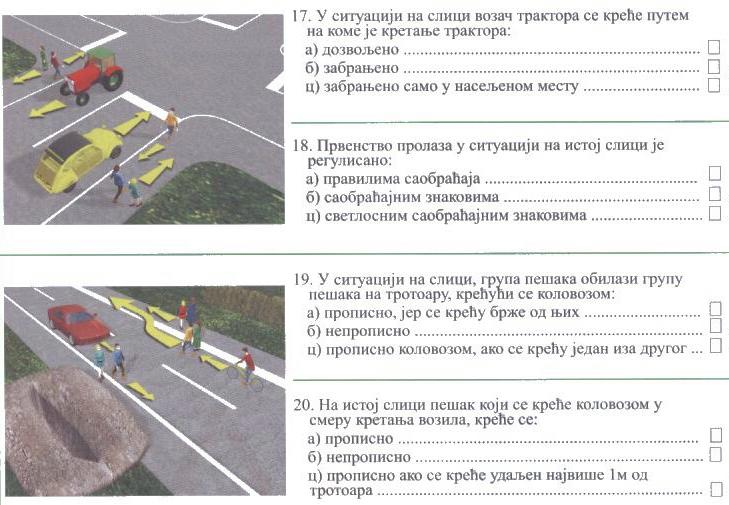 17. У ситуацији на слици возач трактора се креће путем
на коме је кретање трактора:
а) дозвољено ........................................................................
б) забрањено ........................................................................
ц) забрањено само у насељеном месту ............................
18. Првенство пролаза у ситуацији на истој слици је
регулисано:
а) правилима саобраћаја ....................................................
б) саобраћајним знаковима .................................................
ц) светлосним саобраћајним знаковима ..........................
19. У ситуацији на слици, група пешака обилази групу
пешака на тротоару, крећући се коловозом:
а) прописно, јер се крећу брже од њих ............................
б) непрописно ......................................................................
ц) прописно коловозом, ако се крећу један иза другог ...
20. На истој слици пешак који се креће коловозом у
смеру кретања возила, креће се:
а) прописно ..........................................................................
б) непрописно ......................................................................
ц) прописно ако се креће удаљен највише 1м од
тротоара ..............................................................................